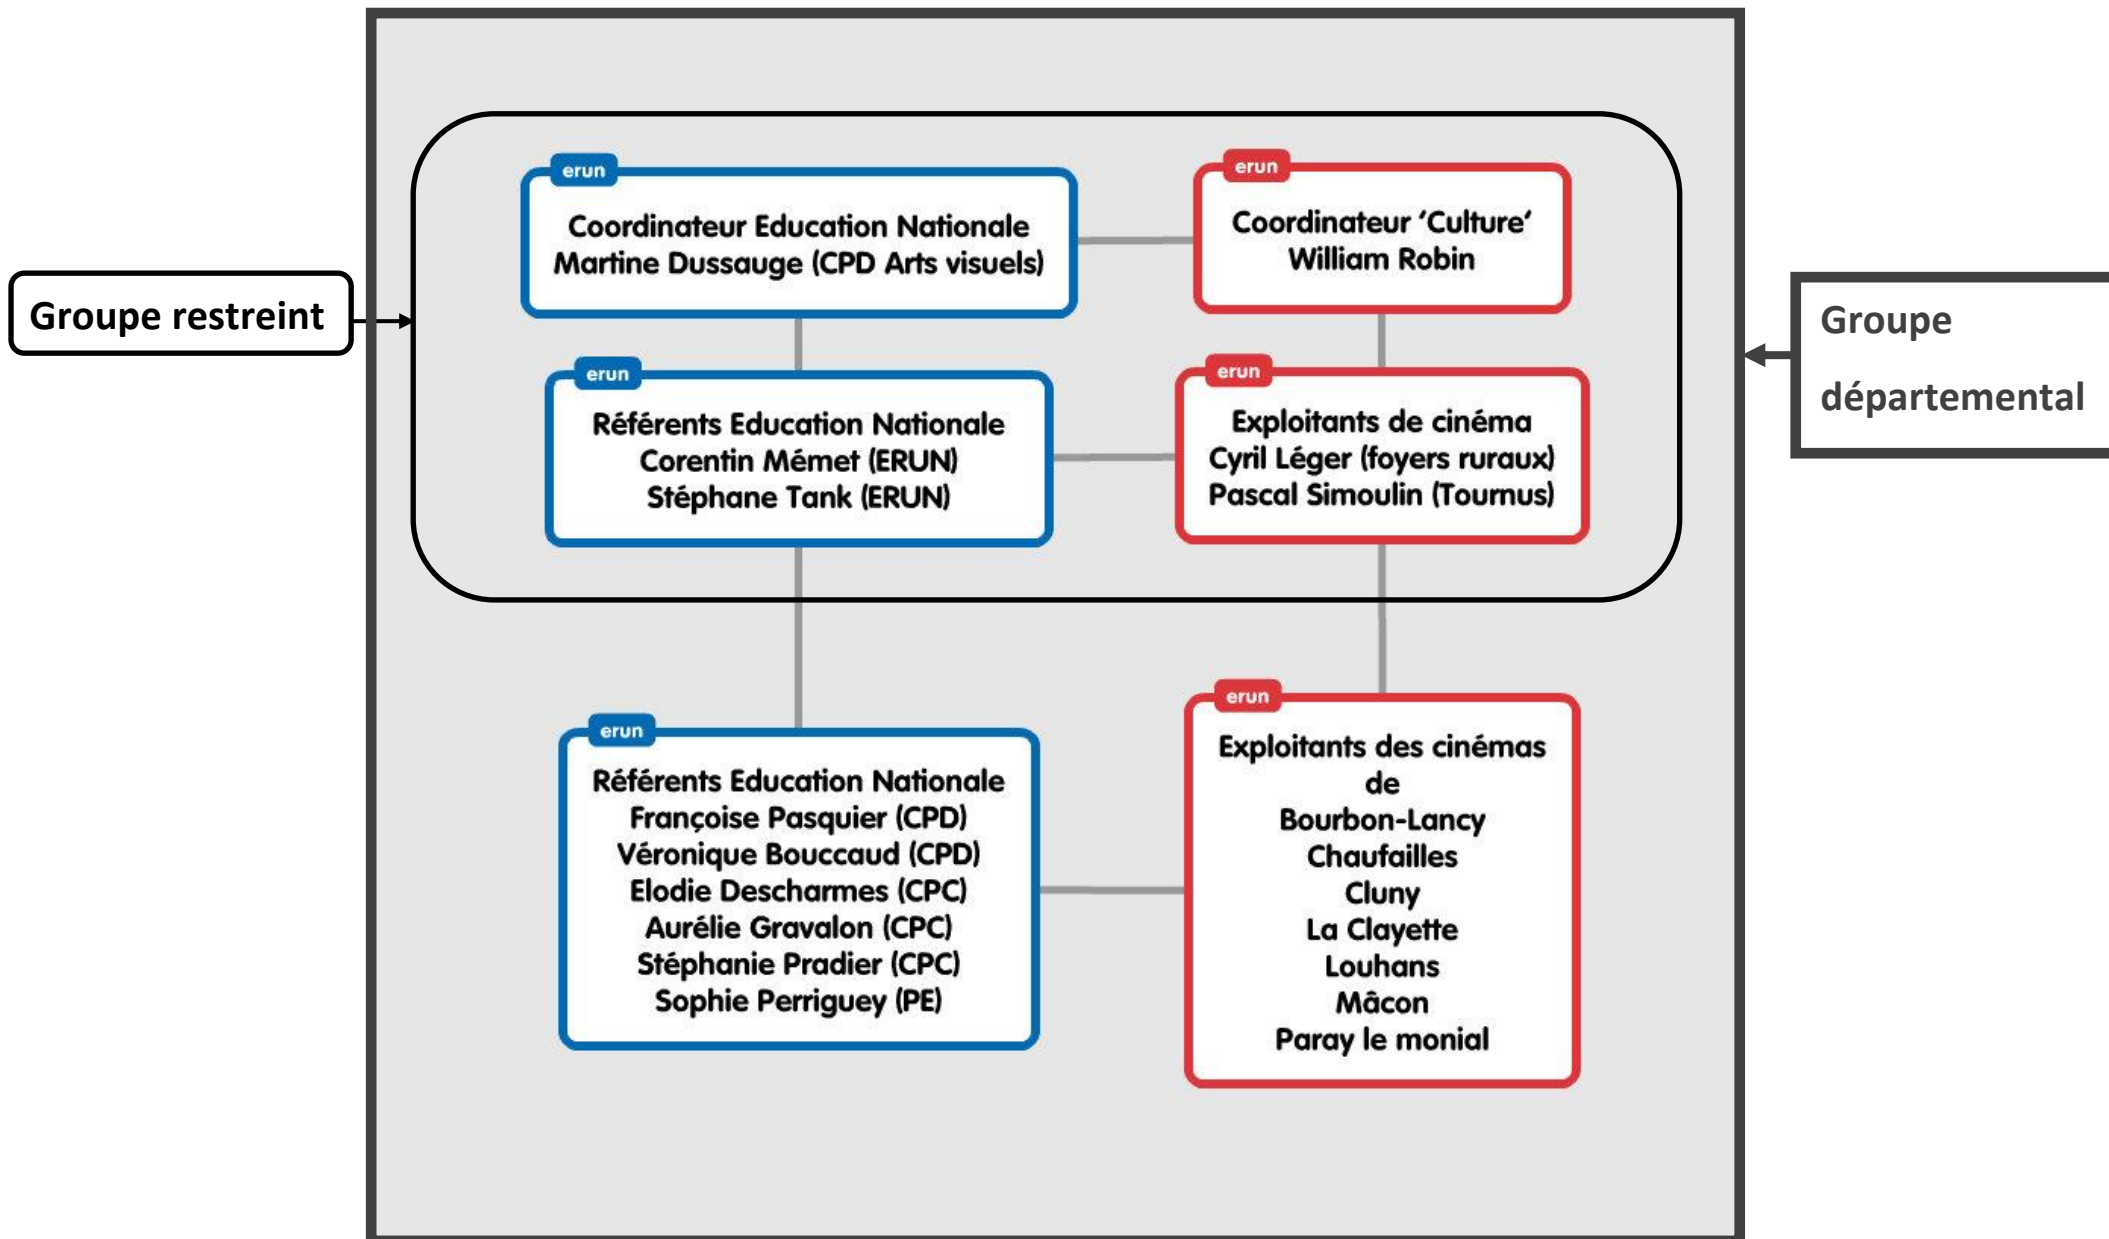 erun
Coordinateur Education Nationale
Martine Dussauge (CPD Arts visuels)
erun
Coordinateur ‘Culture’
William Robin
Groupe restreint
Groupe
départemental
erun
Référents Education Nationale
Corentin Mémet (ERUN)
Stéphane Tank (ERUN)
erun
Exploitants de cinéma
Cyril Léger (foyers ruraux)
Pascal Simoulin (Tournus)
erun
Référents Education Nationale
Françoise Pasquier (CPD)
Véronique Bouccaud (CPD)
Elodie Descharmes (CPC)
Aurélie Gravalon (CPC)
Stéphanie Pradier (CPC)
Sophie Perriguey (PE)
erun
Exploitants des cinémas
de
Bourbon-Lancy
Chaufailles
Cluny
La Clayette
Louhans
Mâcon
Paray le monial